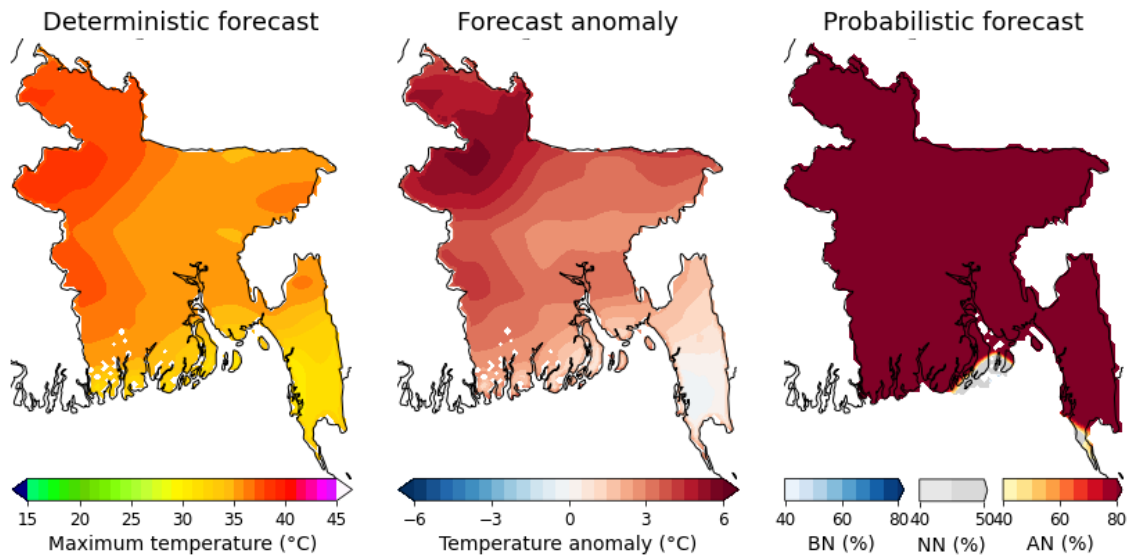 Deterministic forecast Forecast anomaly Probabilistic forecast
15 20 25 30 35 40 45 −6 −3 0 3 6 40 60 80 40 50 40 60 80
Maximum temperature (°C) Temperature anomaly (°C) BN (%) NN (%) AN (%)